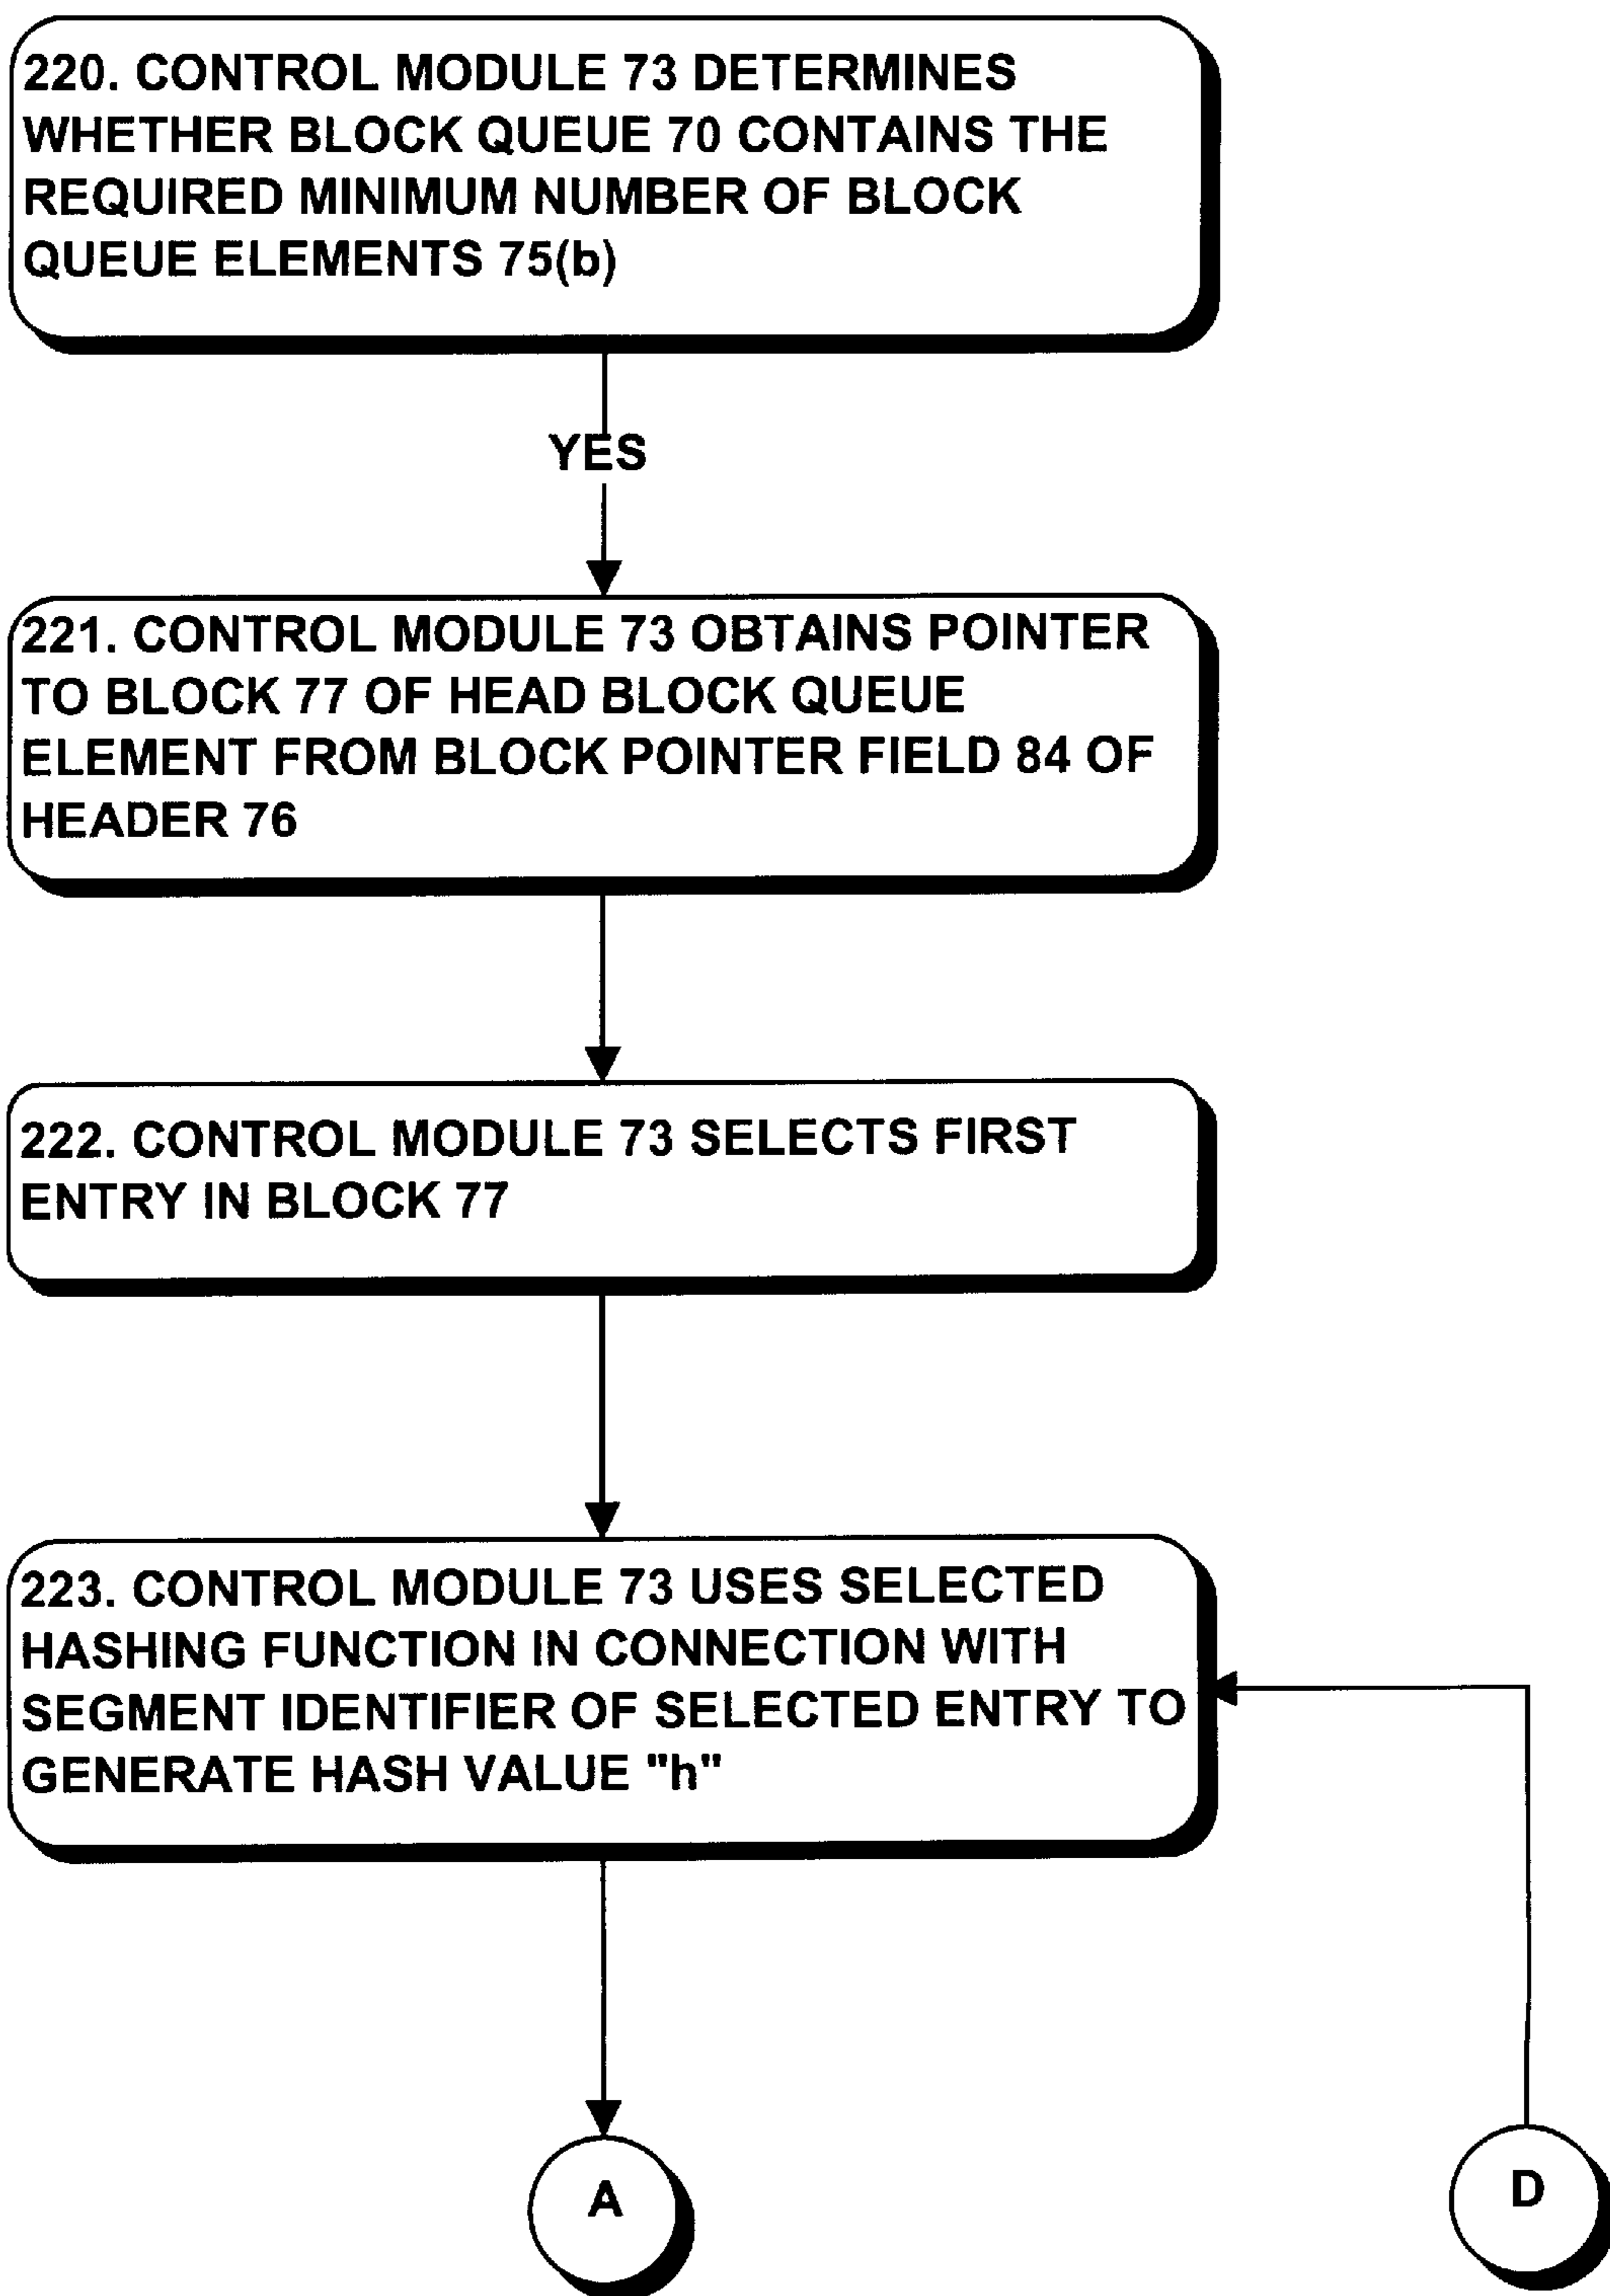 220. CONTROL MODULE 73 DETERMINES
WHETHER BLOCK QUEUE 70 CONTAINS THE
REQUIRED MINIMUM NUMBER OF BLOCK
QUEUE ELEMENTS 75(b)
YES
221. CONTROL MODULE 73 OBTAINS POINTER
TO BLOCK 77 OF HEAD BLOCK QUEUE
ELEMENT FROM BLOCK POINTER FIELD 84 OF
HEADER 76
222. CONTROL MODULE 73 SELECTS FIRST
ENTRY IN BLOCK 77
223. CONTROL MODULE 73 USES SELECTED
HASHING FUNCTION IN CONNECTION WITH
SEGMENT IDENTIFIER OF SELECTED ENTRY TO
GENERATE HASH VALUE "h"
A
D